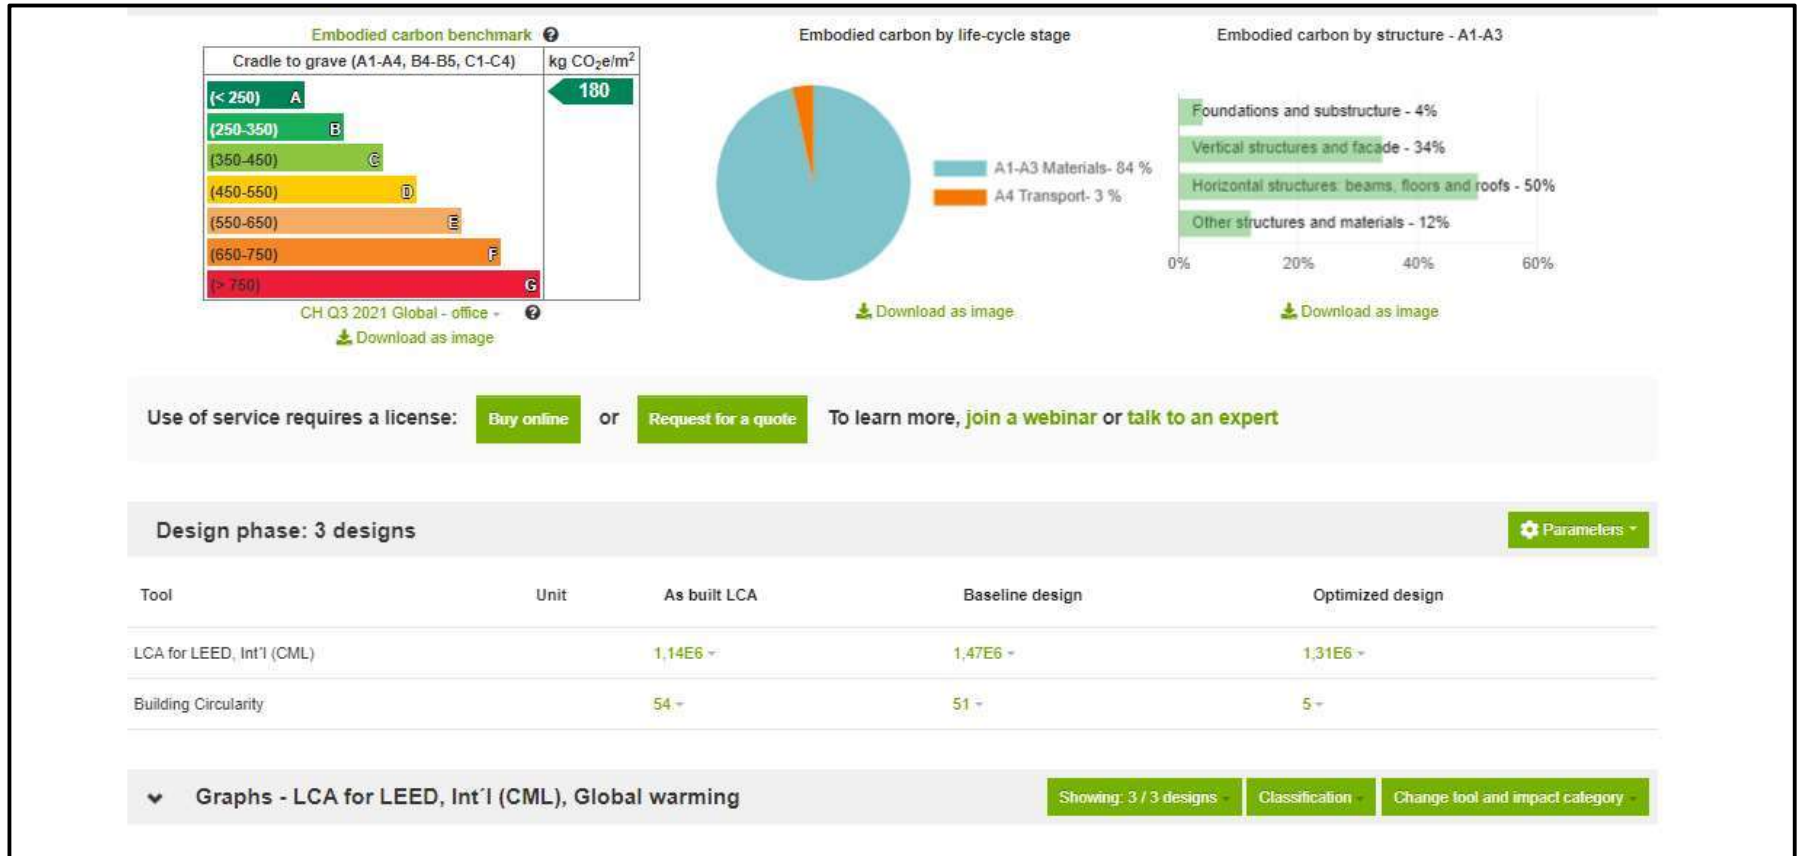 Embodied carbon benchmark ?
Cradle to grave (A1-A4, B4-B5, C1-C4) kg CO₂e/m²
(< 250) A 180
(250-350) B
(350-450) C
(450-550) D
(550-650) E
(650-750) F
(> 750) G
CH Q3 2021 Global - office ?
Download as image
Embodied carbon by life-cycle stage
A1-A3 Materials- 84 %
A4 Transport- 3 %
Download as image
Embodied carbon by structure - A1-A3
Foundations and substructure - 4%
Vertical structures and facade - 34%
Horizontal structures: beams, floors and roofs - 50%
Other structures and materials - 12%
0% 20% 40% 60%
Download as image
Use of service requires a license: Buy online or Request for a quote To learn more, join a webinar or talk to an expert
Design phase: 3 designs Parameters
Tool Unit As built LCA Baseline design Optimized design
LCA for LEED, Int´l (CML) 1,14E6 1,47E6 1,31E6
Building Circularity 54 51 5
Graphs - LCA for LEED, Int´l (CML), Global warming Showing: 3 / 3 designs Classification Change tool and impact category